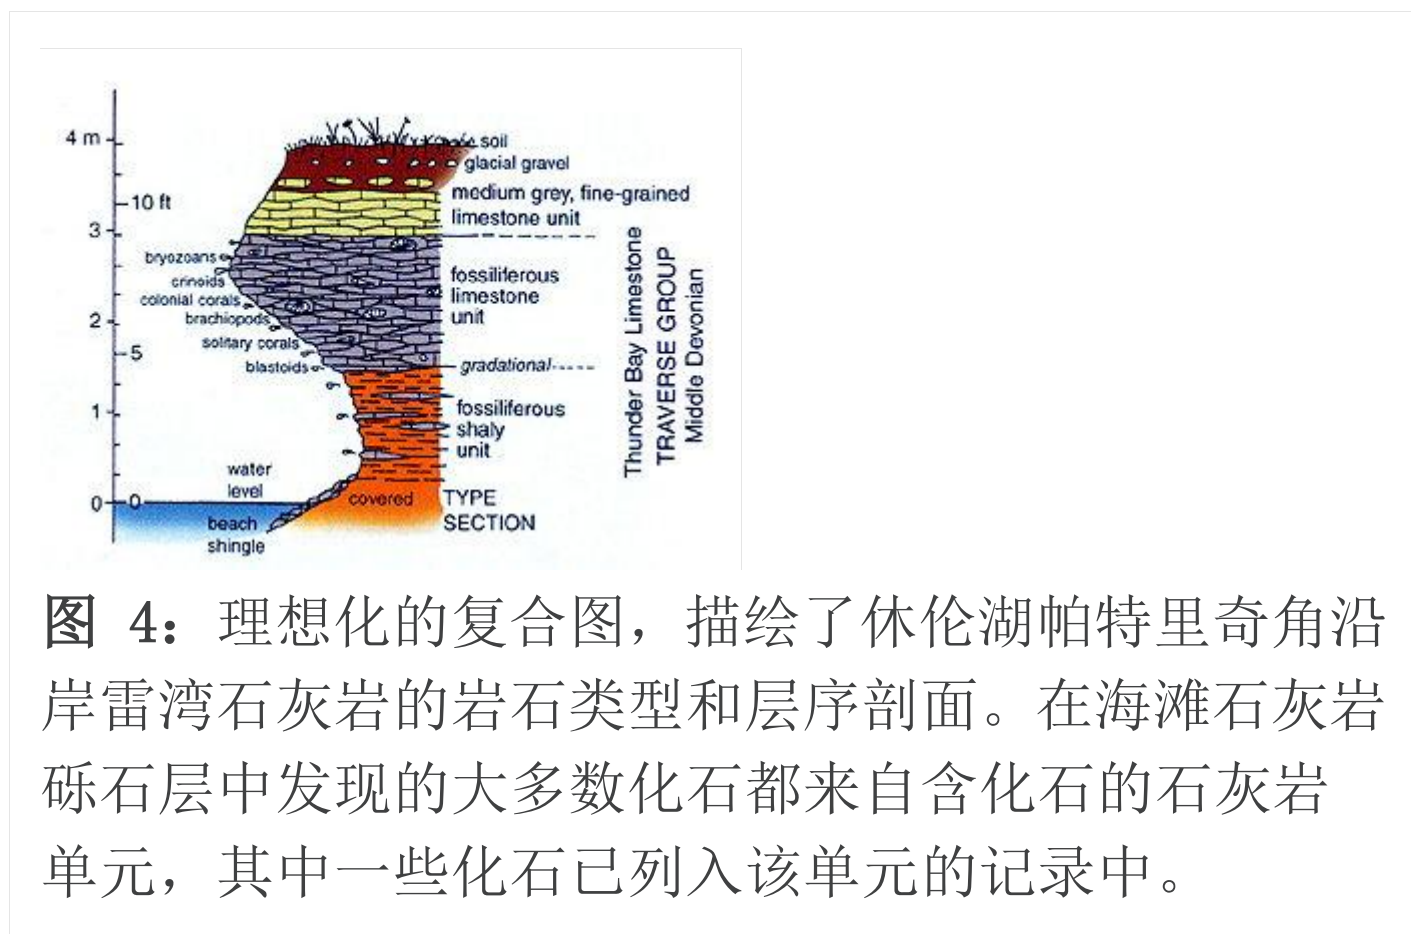 4 m
soil
glacial gravel
10 ft
medium grey, fine-grained
limestone unit
3
bryozoans
crinoids
colonial corals
brachiopods
solitary corals
blastoids
fossiliferous
limestone
unit
2
5
gradational
1
fossiliferous
shaly
unit
Thunder Bay Limestone
TRAVERSE GROUP
Middle Devonian
water
level
0
0
covered
TYPE
SECTION
beach
shingle
图 4：理想化的复合图，描绘了休伦湖帕特里奇角沿
岸雷湾石灰岩的岩石类型和层序剖面。在海滩石灰岩
砾石层中发现的大多数化石都来自含化石的石灰岩
单元，其中一些化石已列入该单元的记录中。